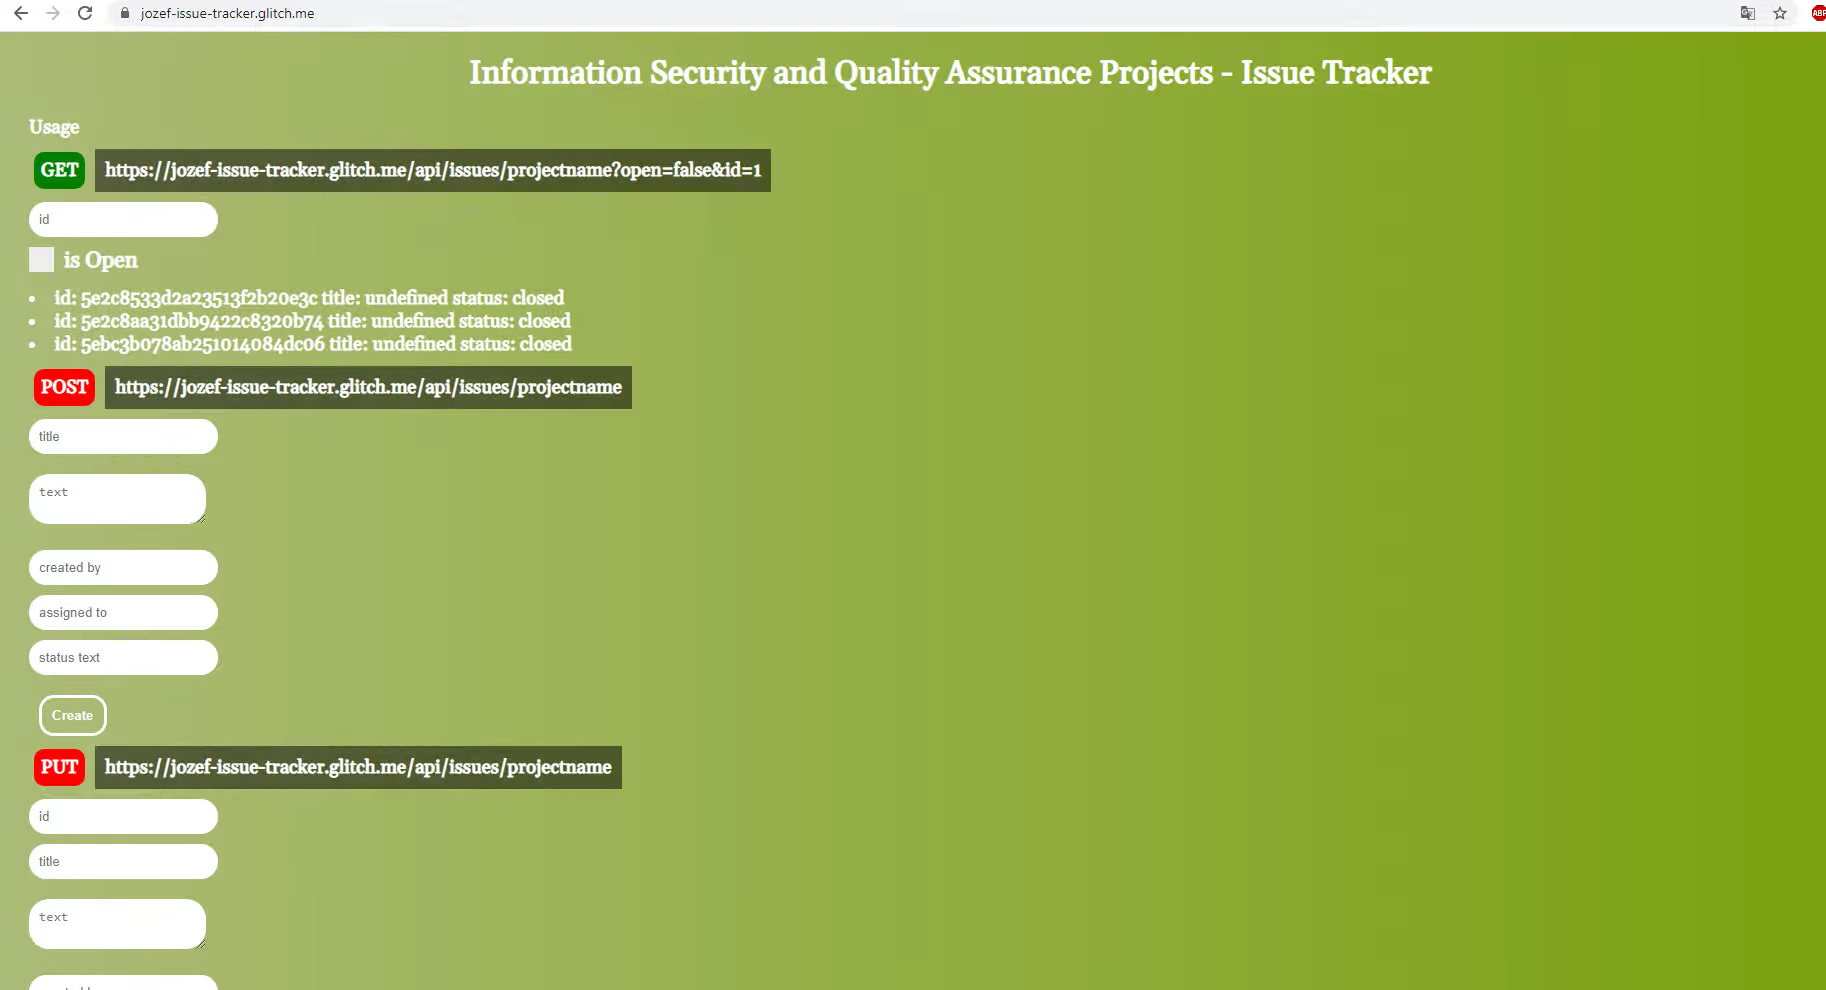 jozef-issue-tracker.glitch.me
ABP
Information Security and Quality Assurance Projects - Issue Tracker
Usage
GET https://jozef-issue-tracker.glitch.me/api/issues/projectname?open=false&id=1
id
is Open
id: 5e2c8533d2a23513f2b20e3c title: undefined status: closed
id: 5e2c8aa31dbb9422c8320b74 title: undefined status: closed
id: 5ebc3b078ab251014084dc06 title: undefined status: closed
POST https://jozef-issue-tracker.glitch.me/api/issues/projectname
title
text
created by
assigned to
status text
Create
PUT https://jozef-issue-tracker.glitch.me/api/issues/projectname
id
title
text